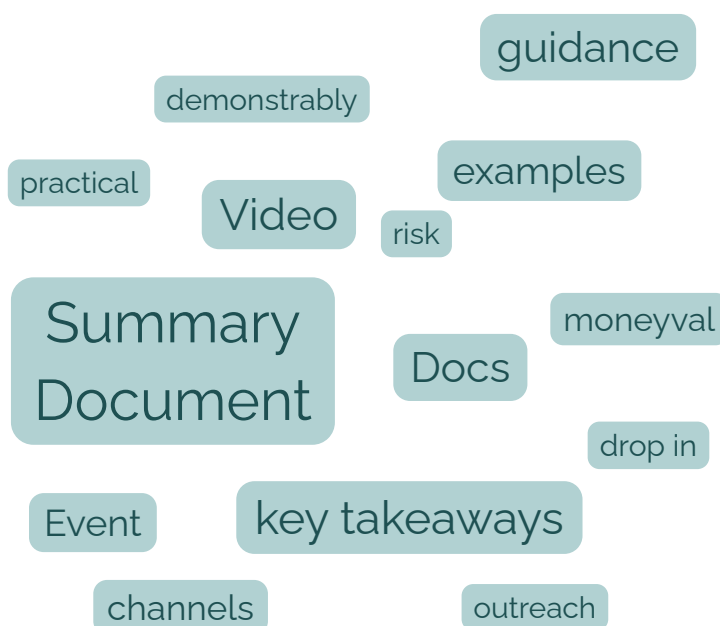 guidance
demonstrably
examples
practical
Video
risk
Summary
Document
moneyval
Docs
drop in
Event
key takeaways
channels
outreach